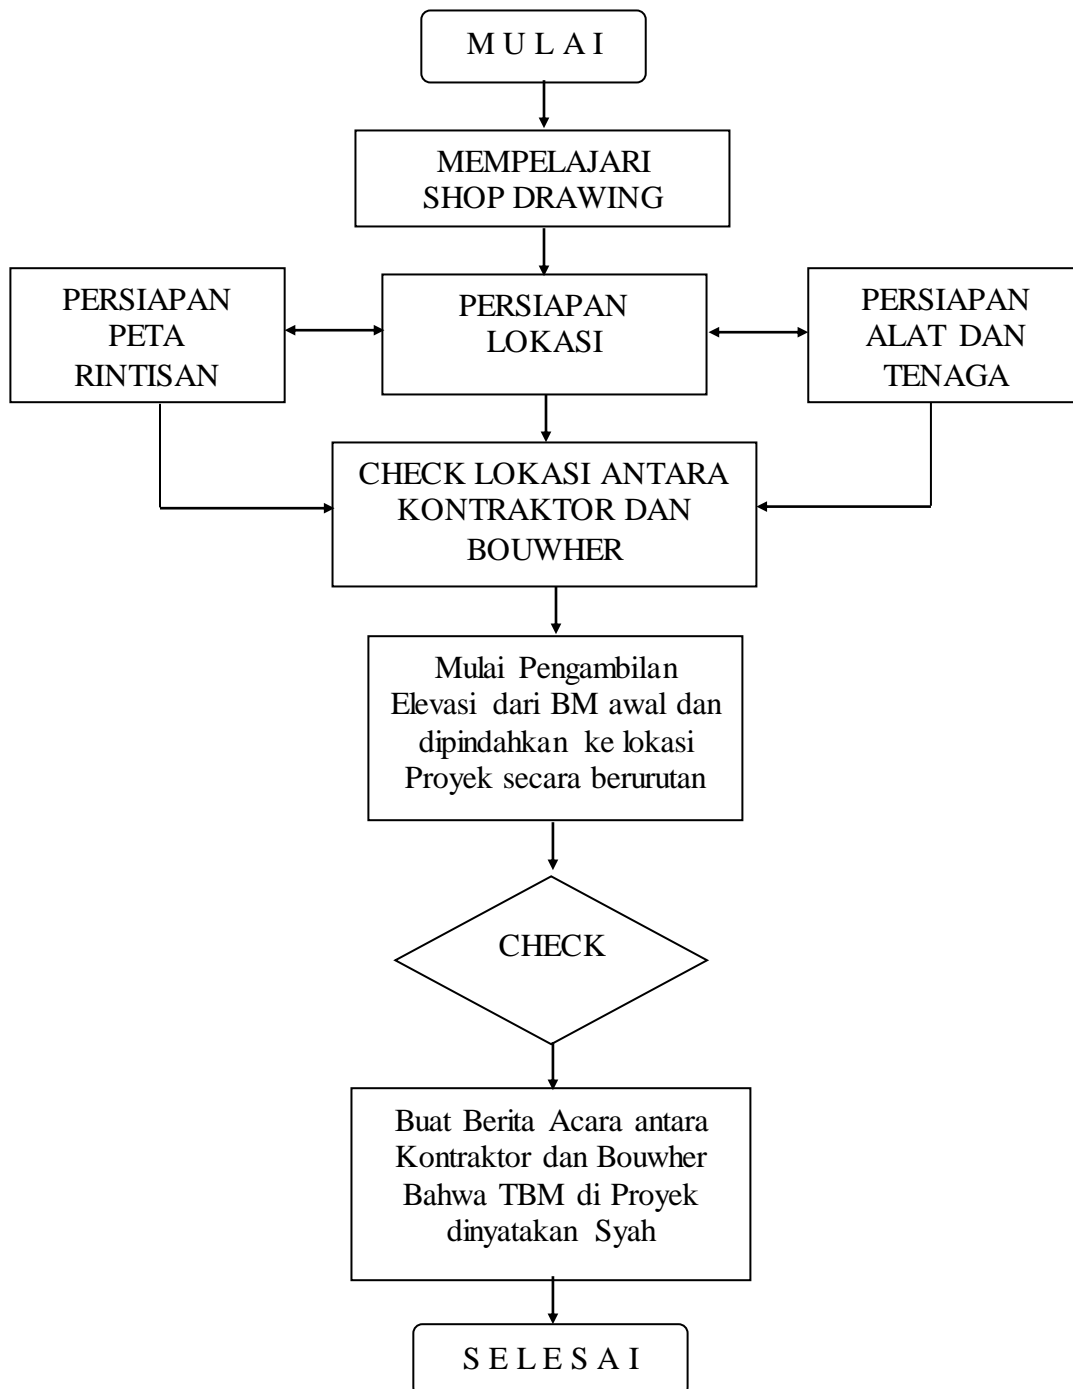 M U L A I
MEMPELAJARI
SHOP DRAWING
PERSIAPAN
PETA
RINTISAN
PERSIAPAN
LOKASI
PERSIAPAN
ALAT DAN
TENAGA
CHECK LOKASI ANTARA
KONTRAKTOR DAN
BOUWHER
Mulai Pengambilan
Elevasi dari BM awal dan
dipindahkan ke lokasi
Proyek secara berurutan
CHECK
Buat Berita Acara antara
Kontraktor dan Bouwher
Bahwa TBM di Proyek
dinyatakan Syah
S E L E S A I